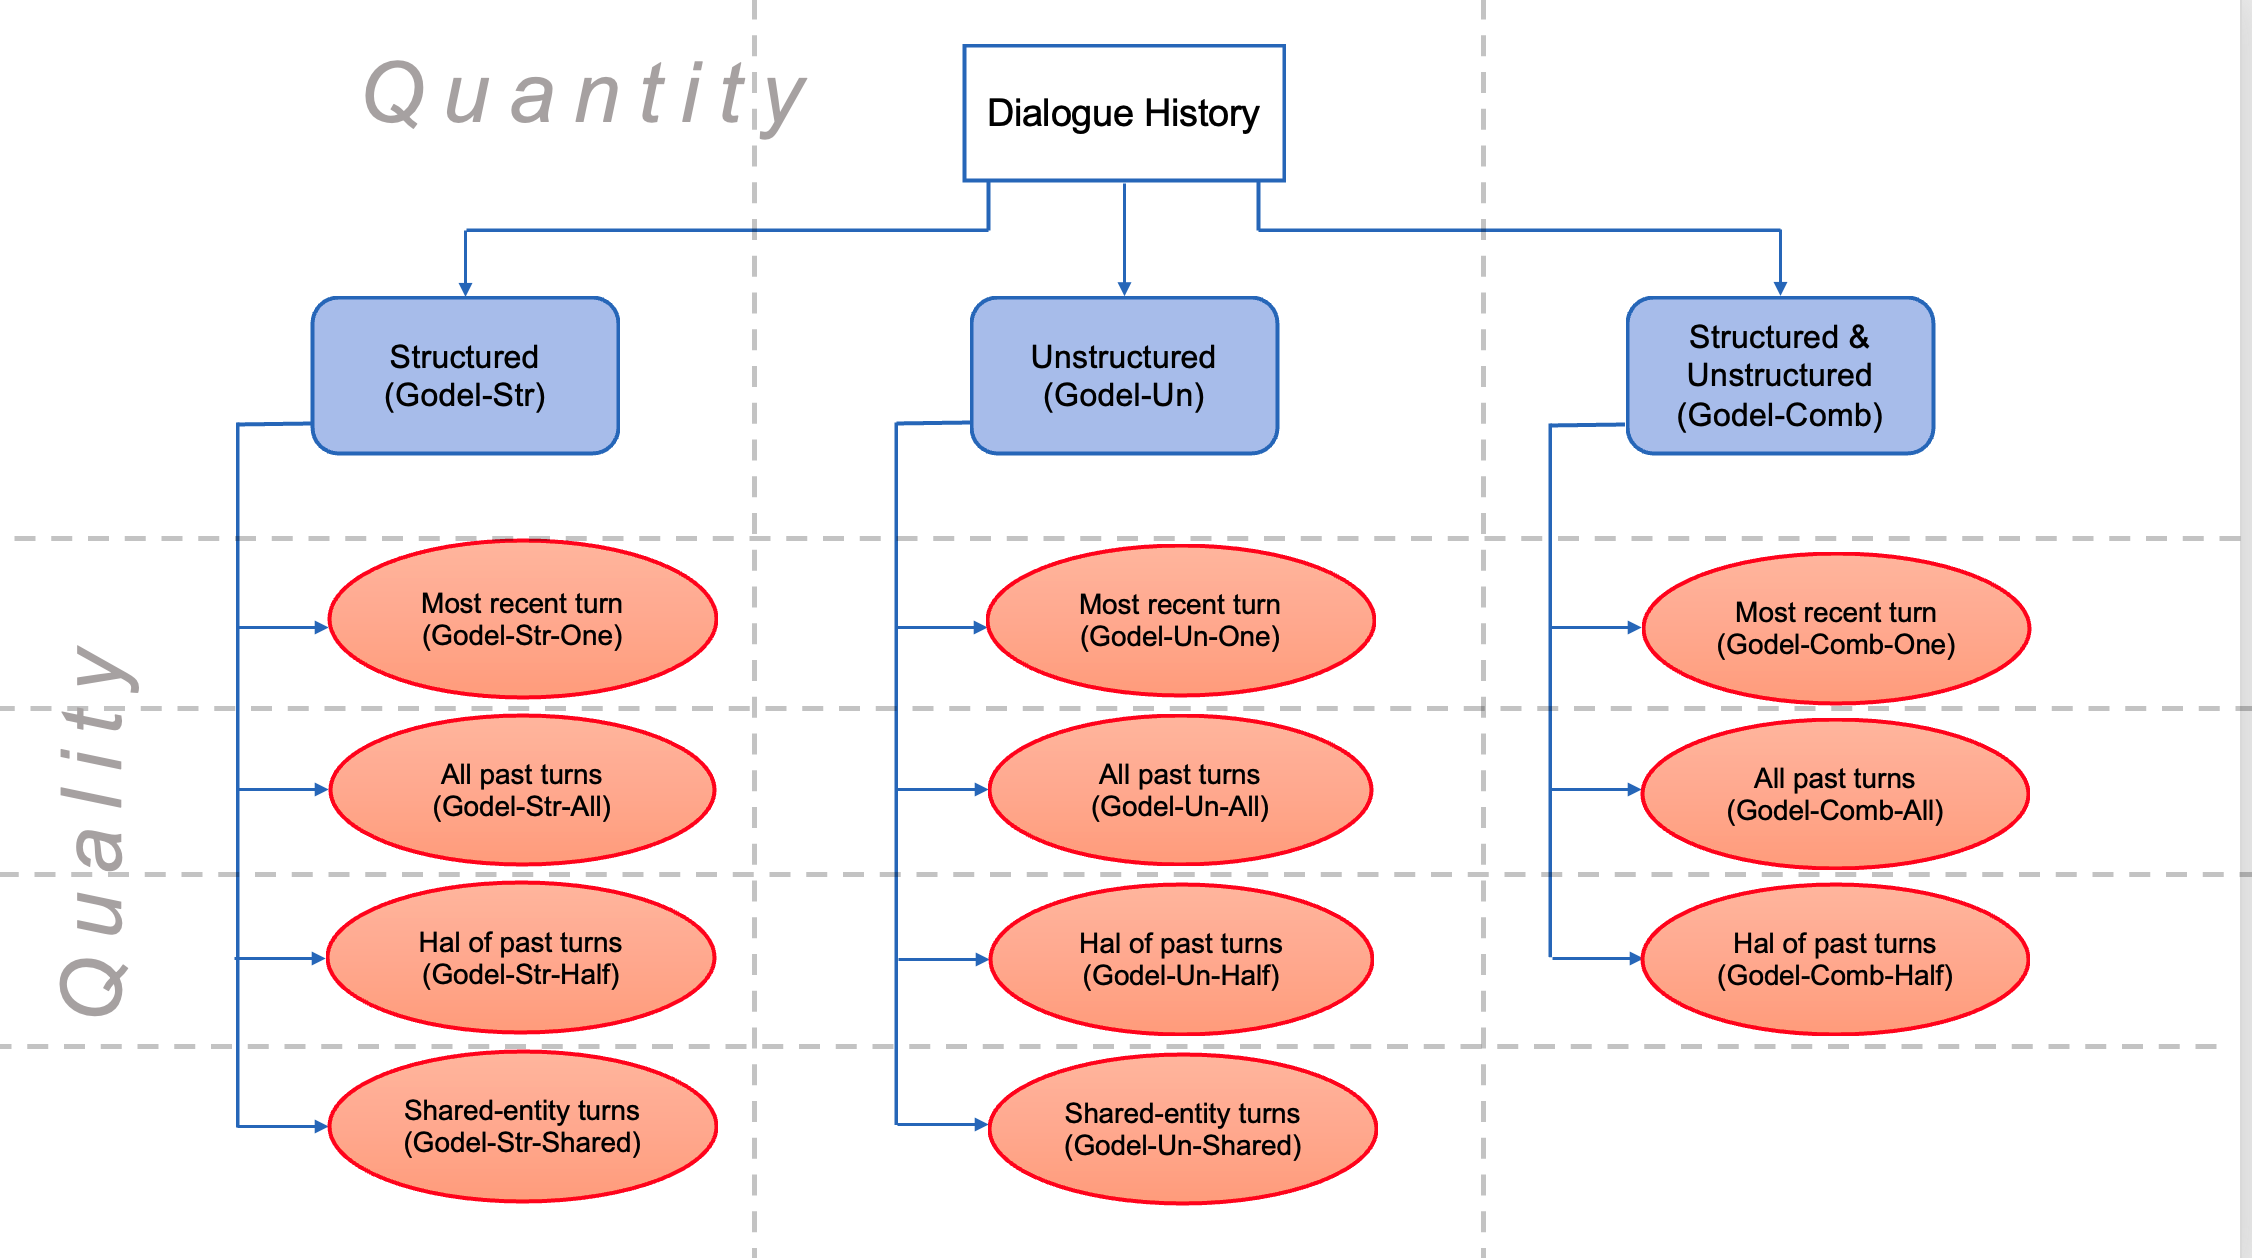 Quantity
Dialogue History
Structured
(Godel-Str)
Unstructured
(Godel-Un)
Structured &
Unstructured
(Godel-Comb)
Quality
Most recent turn
(Godel-Str-One)
Most recent turn
(Godel-Un-One)
Most recent turn
(Godel-Comb-One)
All past turns
(Godel-Str-All)
All past turns
(Godel-Un-All)
All past turns
(Godel-Comb-All)
Hal of past turns
(Godel-Str-Half)
Hal of past turns
(Godel-Un-Half)
Hal of past turns
(Godel-Comb-Half)
Shared-entity turns
(Godel-Str-Shared)
Shared-entity turns
(Godel-Un-Shared)